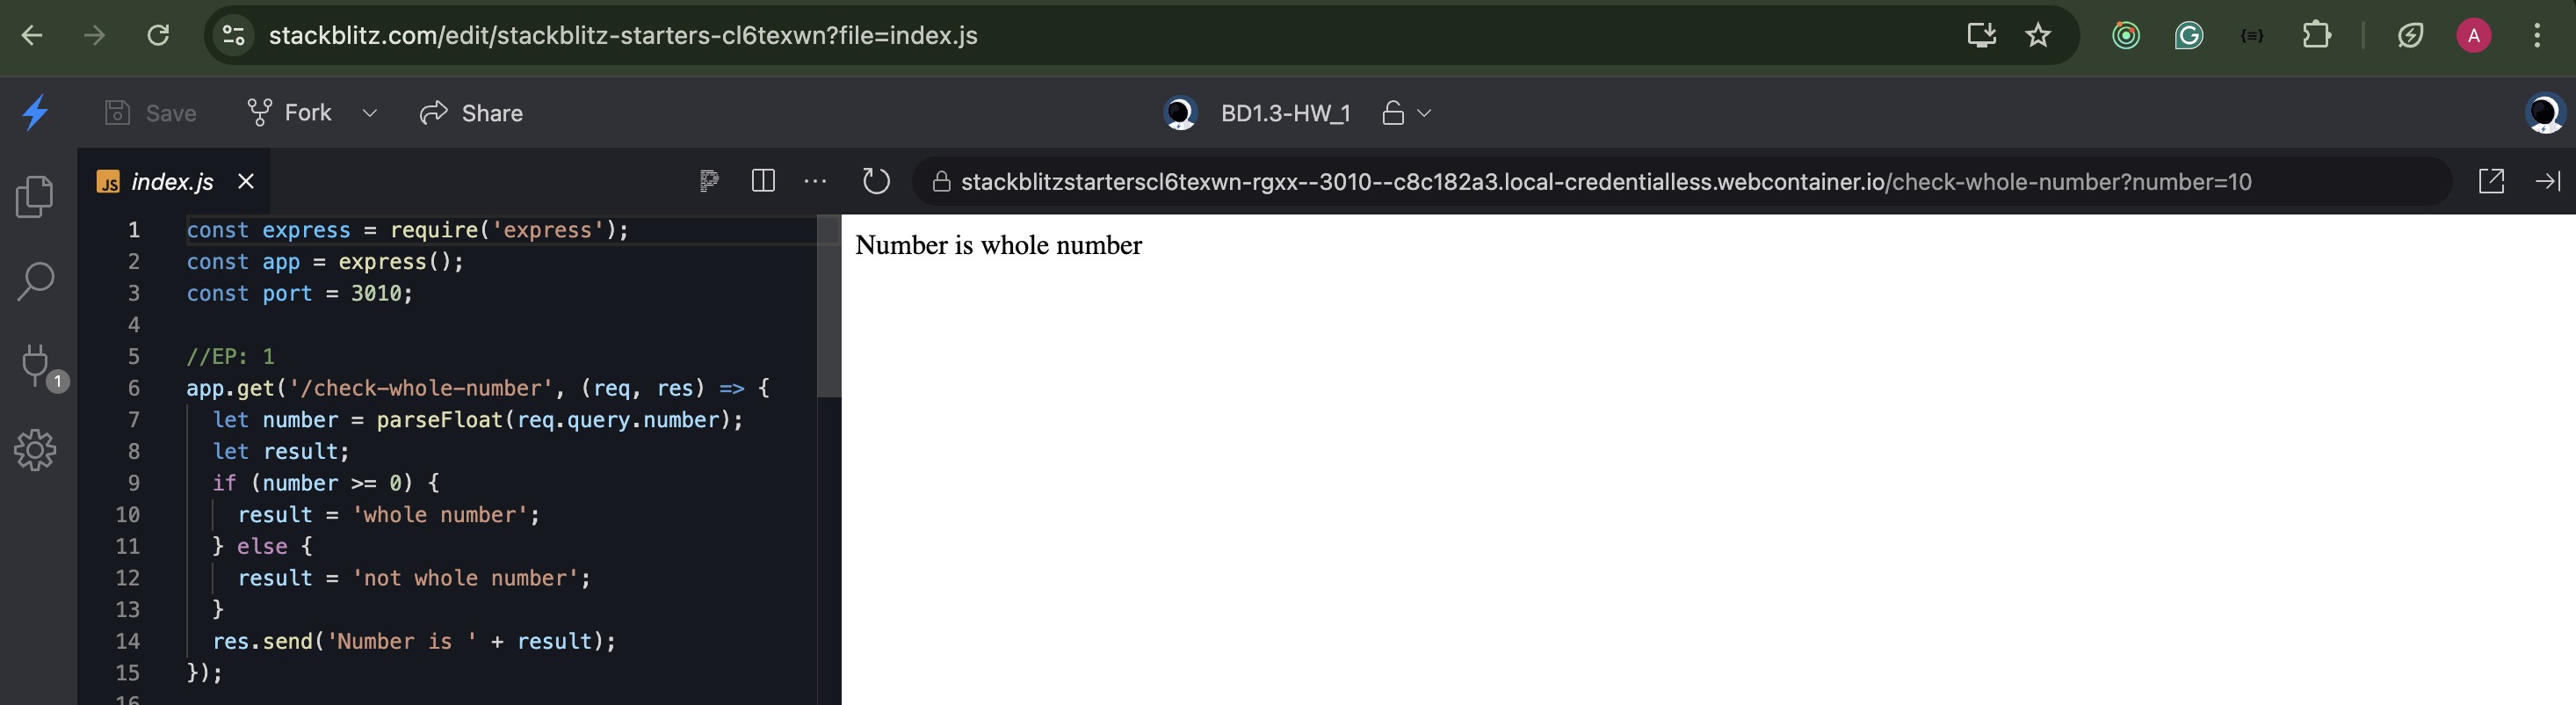 stackblitz.com/edit/stackblitz-starters-cl6texwn?file=index.js
A
Save
Fork
Share
BD1.3-HW_1
JS index.js
stackblitzstarterscl6texwn-rgxx--3010--c8c182a3.local-credentialless.webcontainer.io/check-whole-number?number=10
1
1 const express = require('express');
2 const app = express();
3 const port = 3010;
4
5 //EP: 1
6 app.get('/check-whole-number', (req, res) => {
7 let number = parseFloat(req.query.number);
8 let result;
9 if (number >= 0) {
10 result = 'whole number';
11 } else {
12 result = 'not whole number';
13 }
14 res.send('Number is ' + result);
15 });
16
Number is whole number